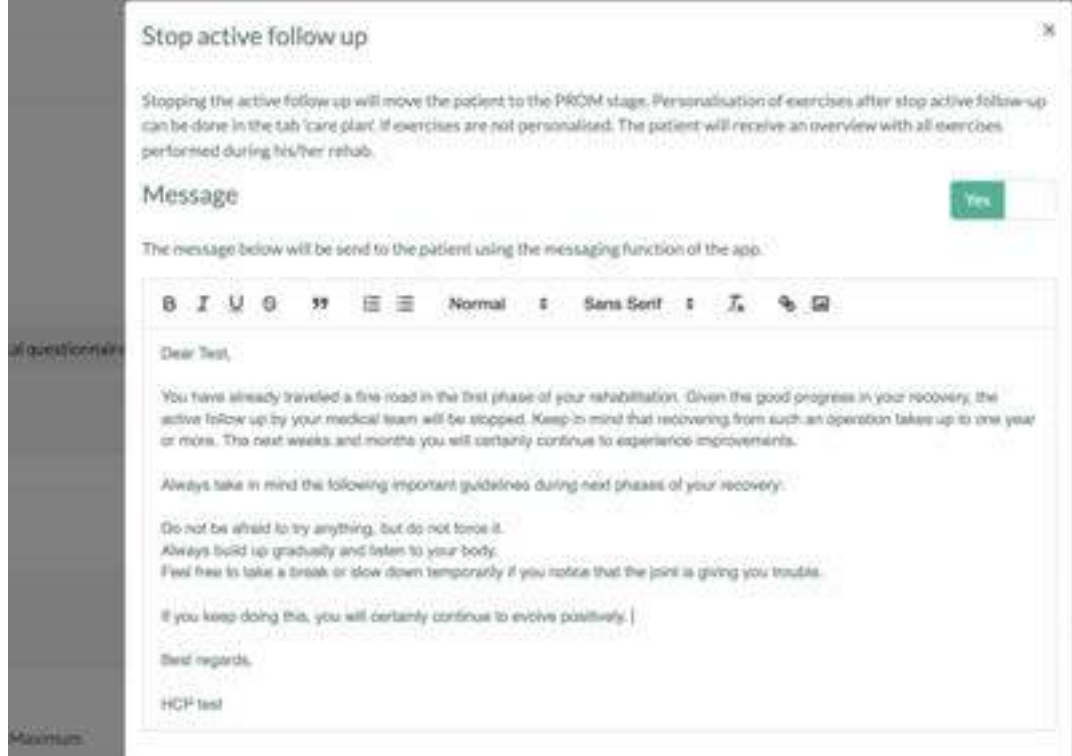 Stop active follow up
×
Stopping the active follow up will move the patient to the PROM stage. Personalisation of exercises after stop active follow-up
can be done in the tab 'care plan'. If exercises are not personalised. The patient will receive an overview with all exercises
performed during his/her rehab.
Message
Yes
The message below will be send to the patient using the messaging function of the app.
B I U S Normal Sans Serif
al questionnaire
Dear Test,
You have already traveled a fine road in the first phase of your rehabilitation. Given the good progress in your recovery, the
active follow up by your medical team will be stopped. Keep in mind that recovering from such an operation takes up to one year
or more. The next weeks and months you will certainly continue to experience improvements.
Always take in mind the following important guidelines during next phases of your recovery:
Do not be afraid to try anything, but do not force it.
Always build up gradually and listen to your body.
Feel free to take a break or slow down temporarily if you notice that the joint is giving you trouble.
If you keep doing this, you will certainly continue to evolve positively.
Best regards,
HCP test
Maximum